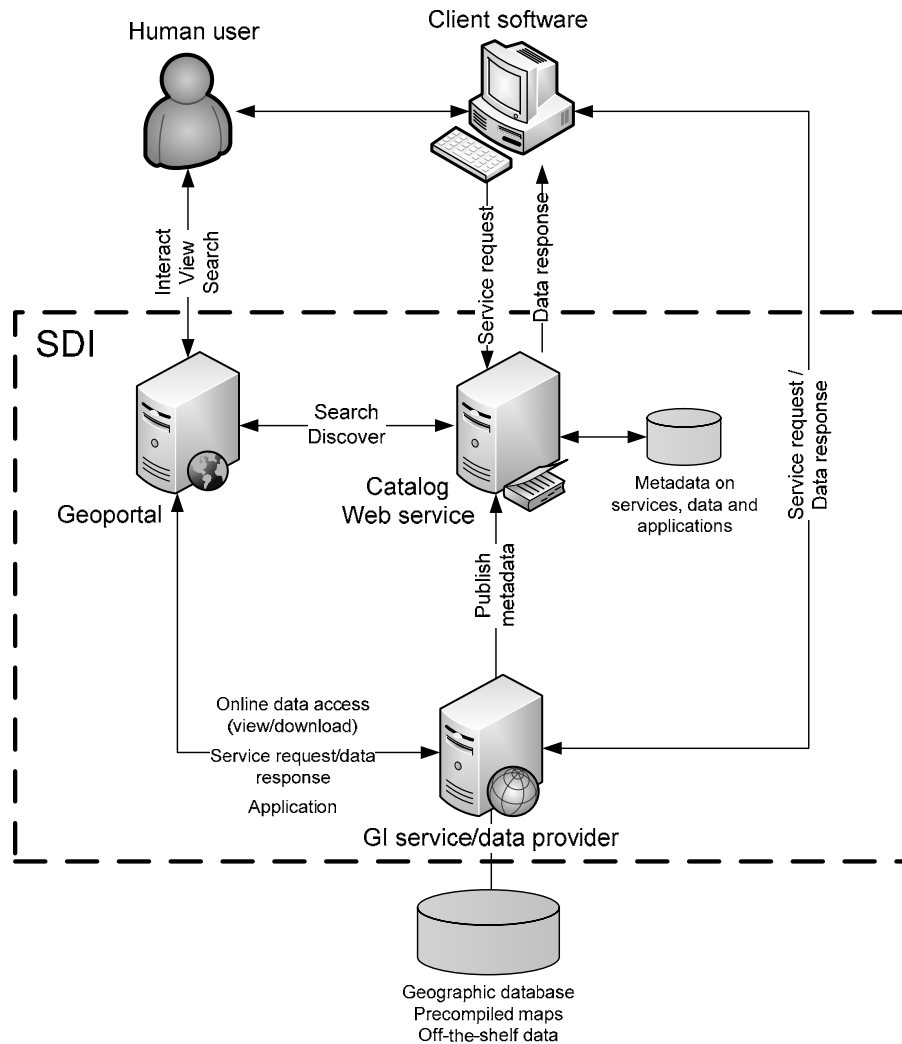 Human user
Client software
Interact
View
Search
Service request
Data response
SDI
Search
Discover
Service request /
Data response
Geoportal
Catalog
Web service
Metadata on
services, data and
applications
Publish
metadata
Online data access
(view/download)
Service request/data
response
Application
GI service/data provider
Geographic database
Precompiled maps
Off-the-shelf data